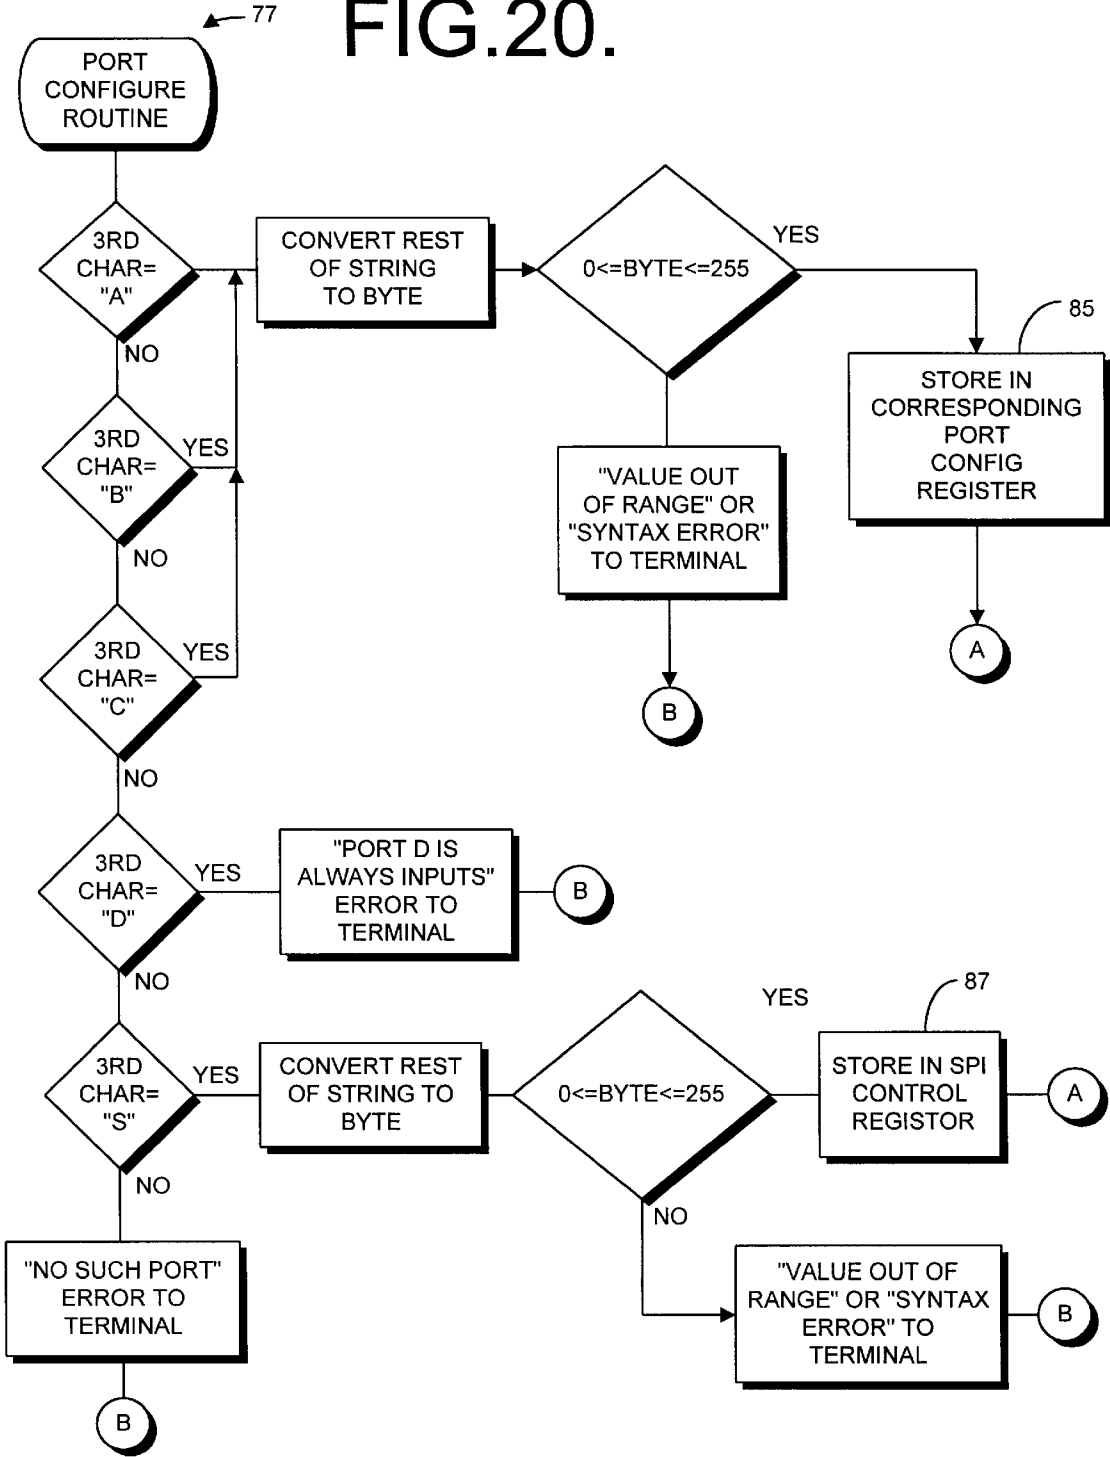 77
FIG.20.
PORT
CONFIGURE
ROUTINE
3RD
CHAR=
"A"
NO
CONVERT REST
OF STRING
TO BYTE
0<=BYTE<=255
YES
85
STORE IN
CORRESPONDING
PORT
CONFIG
REGISTER
A
"VALUE OUT
OF RANGE" OR
"SYNTAX ERROR"
TO TERMINAL
B
3RD
CHAR=
"B"
YES
NO
3RD
CHAR=
"C"
YES
NO
3RD
CHAR=
"D"
YES
NO
"PORT D IS
ALWAYS INPUTS"
ERROR TO
TERMINAL
B
3RD
CHAR=
"S"
YES
NO
CONVERT REST
OF STRING TO
BYTE
0<=BYTE<=255
YES
NO
87
STORE IN SPI
CONTROL
REGISTOR
A
"VALUE OUT OF
RANGE" OR "SYNTAX
ERROR" TO
TERMINAL
B
"NO SUCH PORT"
ERROR TO
TERMINAL
B